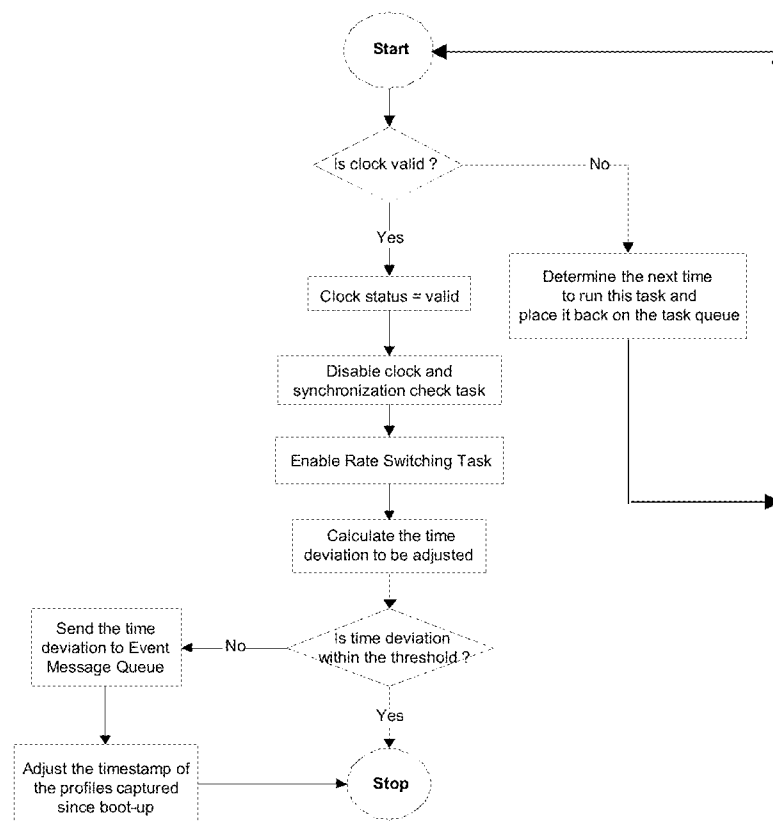 Start
Is clock valid ?
No
Yes
Clock status = valid
Determine the next time
to run this task and
place it back on the task queue
Disable clock and
synchronization check task
Enable Rate Switching Task
Calculate the time
deviation to be adjusted
Is time deviation
within the threshold ?
No
Send the time
deviation to Event
Message Queue
Yes
Adjust the timestamp of
the profiles captured
since boot-up
Stop